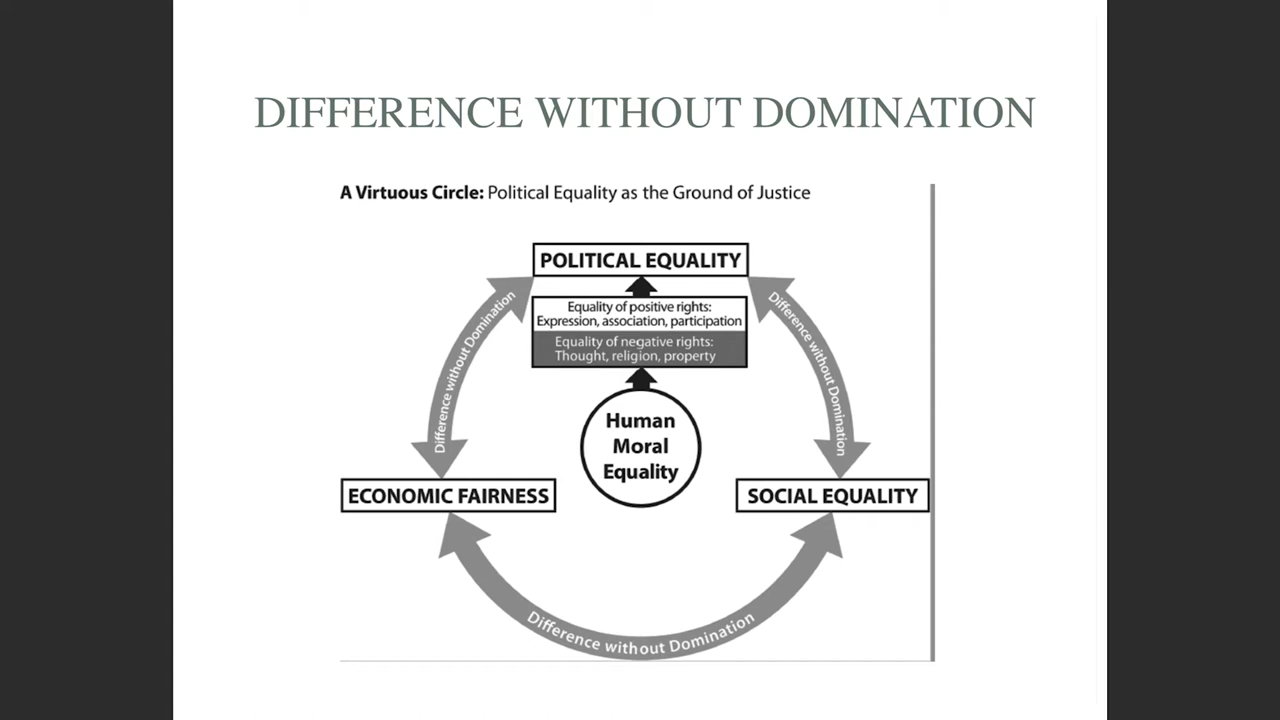 DIFFERENCE WITHOUT DOMINATION
A Virtuous Circle: Political Equality as the Ground of Justice
POLITICAL EQUALITY
Equality of positive rights:
Expression, association, participation
Equality of negative rights:
Thought, religion, property
Difference without Domination
Difference without Domination
Human
Moral
Equality
ECONOMIC FAIRNESS
SOCIAL EQUALITY
Difference without Domination